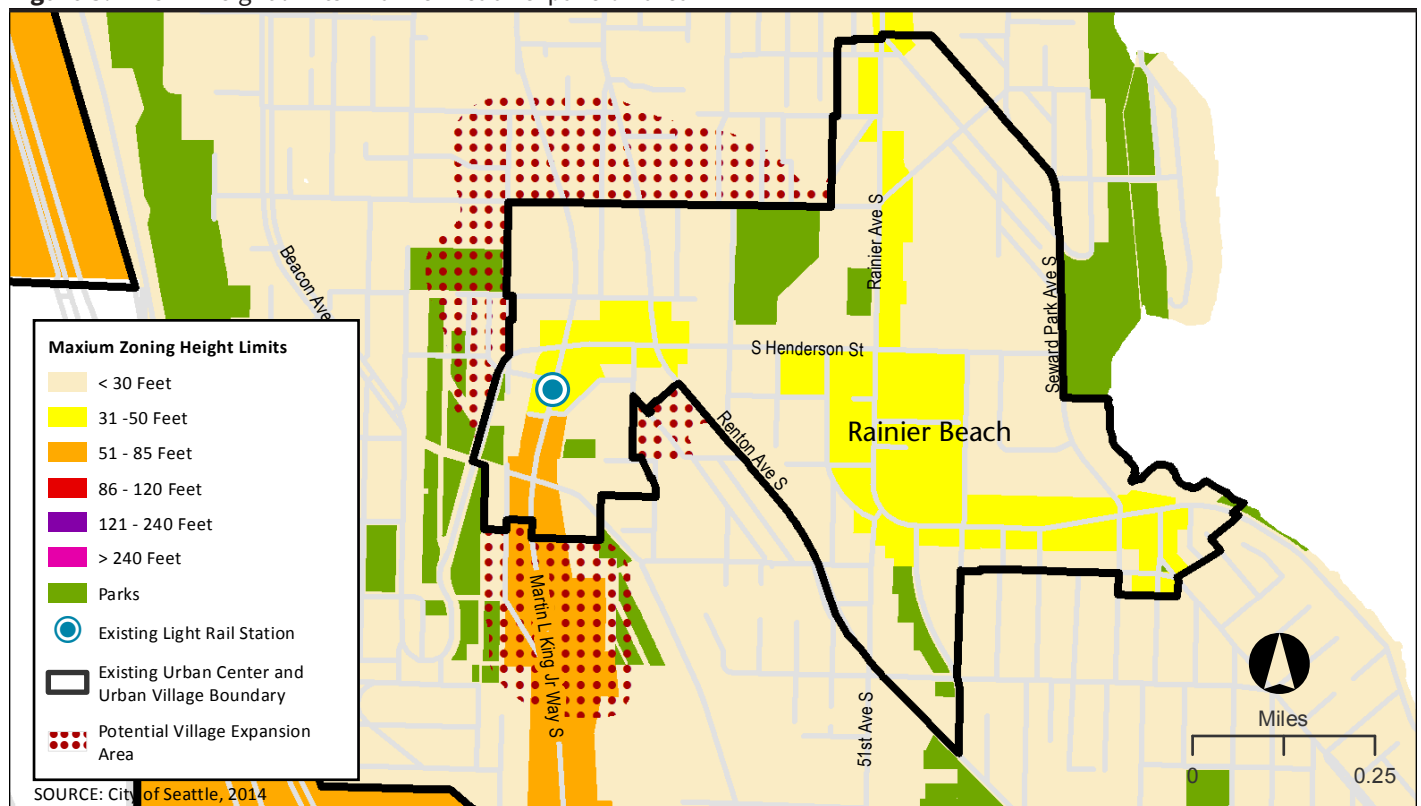 Beacon Ave
Rainier Ave S
Seward Park Ave S
S Henderson St
Renton Ave S
Rainier Beach
Martin L King Jr Way S
51st Ave S
Maxium Zoning Height Limits
< 30 Feet
31 -50 Feet
51 - 85 Feet
86 - 120 Feet
121 - 240 Feet
> 240 Feet
Parks
Existing Light Rail Station
Existing Urban Center and
Urban Village Boundary
Potential Village Expansion
Area
Miles
0 0.25
SOURCE: City of Seattle, 2014